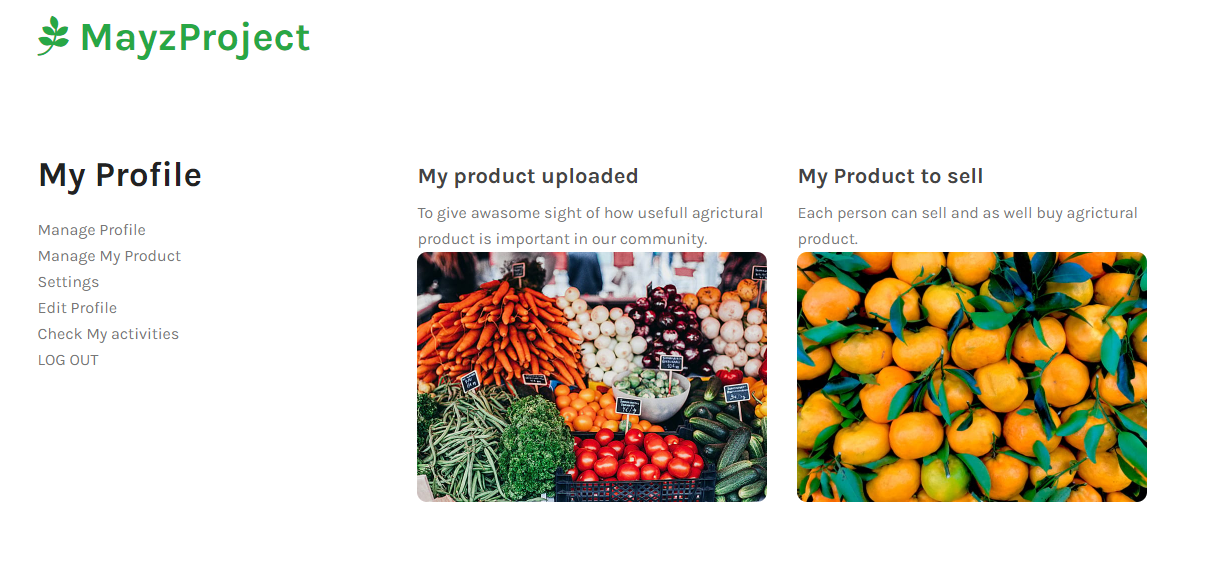 MayzProject
My Profile
Manage Profile
Manage My Product
Settings
Edit Profile
Check My activities
LOG OUT
My product uploaded
To give awasome sight of how usefull agrictural
product is important in our community.
My Product to sell
Each person can sell and as well buy agrictural
product.